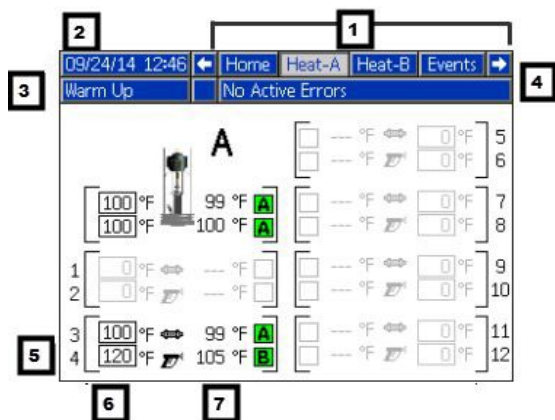 1
2
09/24/14 12:46 Home Heat-A Heat-B Events
3 Warm Up No Active Errors 4
A
--- °F 0 °F 5
--- °F 0 °F 6
100 °F 99 °F A
100 °F 100 °F A
--- °F 0 °F 7
--- °F 0 °F 8
1 0 °F --- °F
2 0 °F --- °F
--- °F 0 °F 9
--- °F 0 °F 10
3 100 °F 99 °F A
4 120 °F 105 °F B
--- °F 0 °F 11
--- °F 0 °F 12
5
6 7